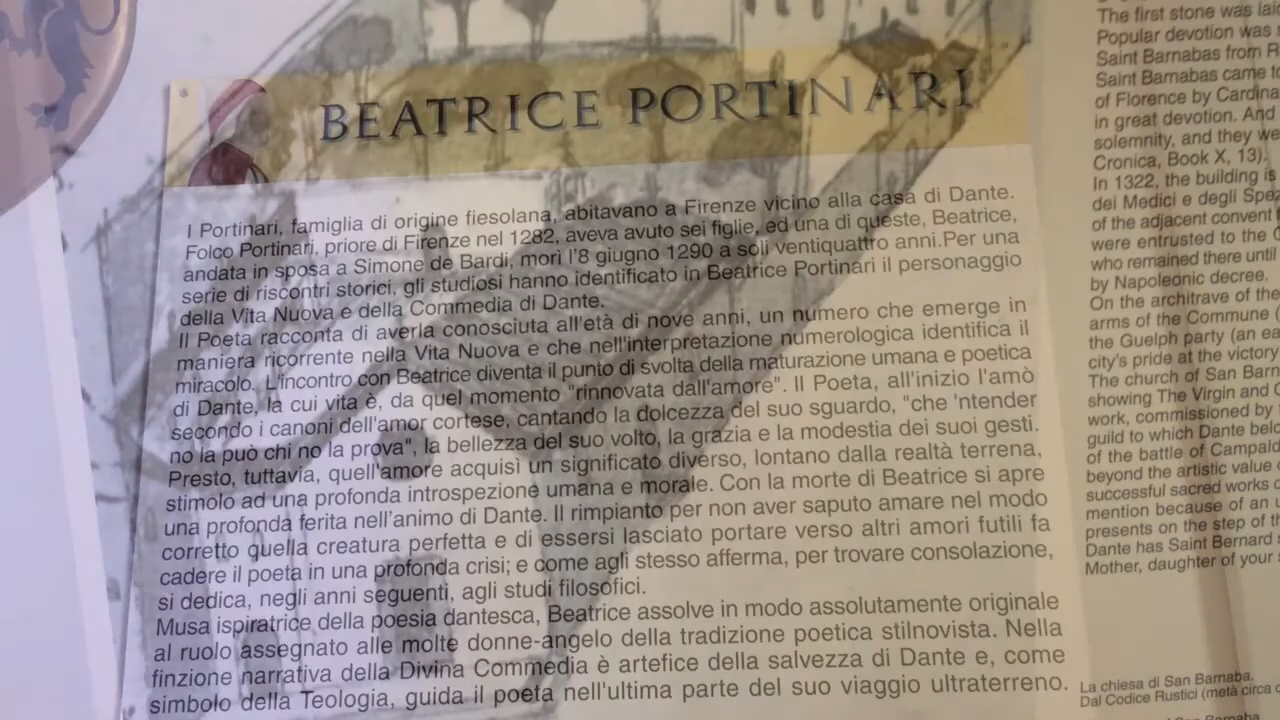 BEATRICE PORTINARI
I Portinari, famiglia di origine fiesolana, abitavano a Firenze vicino alla casa di Dante.
Folco Portinari, priore di Firenze nel 1282, aveva avuto sei figlie, ed una di queste, Beatrice,
andata in sposa a Simone de Bardi, morì l'8 giugno 1290 a soli ventiquattro anni.Per una
serie di riscontri storici, gli studiosi hanno identificato in Beatrice Portinari il personaggio
della Vita Nuova e della Commedia di Dante.
Il Poeta racconta di averla conosciuta all'età di nove anni, un numero che emerge in
maniera ricorrente nella Vita Nuova e che nell'interpretazione numerologica identifica il
miracolo. L'incontro con Beatrice diventa il punto di svolta della maturazione umana e poetica
di Dante, la cui vita è, da quel momento "rinnovata dall'amore". Il Poeta, all'inizio l'amò
secondo i canoni dell'amor cortese, cantando la dolcezza del suo sguardo, "che 'ntender
no la può chi no la prova", la bellezza del suo volto, la grazia e la modestia dei suoi gesti.
Presto, tuttavia, quell'amore acquisì un significato diverso, lontano dalla realtà terrena,
stimolo ad una profonda introspezione umana e morale. Con la morte di Beatrice si apre
una profonda ferita nell'animo di Dante. Il rimpianto per non aver saputo amare nel modo
corretto quella creatura perfetta e di essersi lasciato portare verso altri amori futili fa
cadere il poeta in una profonda crisi; e come agli stesso afferma, per trovare consolazione,
si dedica, negli anni seguenti, agli studi filosofici.
Musa ispiratrice della poesia dantesca, Beatrice assolve in modo assolutamente originale
al ruolo assegnato alle molte donne-angelo della tradizione poetica stilnovista. Nella
finzione narrativa della Divina Commedia è artefice della salvezza di Dante e, come
simbolo della Teologia, guida il poeta nell'ultima parte del suo viaggio ultraterreno.
The first stone was
Popular devotion was
Saint Barnabas from
Saint Barnabas came
of Florence by
in great devotion. And
solemnity, and they
Cronica, Book X, 13).
In 1322, the building is
dei Medici e degli
of the adjacent convent
were entrusted to the
who remained there until
by Napoleonic decree.
On the architrave of the
arms of the Commune
the Guelph party (an
city's pride at the victory
The church of San
showing The Virgin and
work, commissioned by
guild to which Dante
of the battle of
beyond the artistic value
successful sacred works
mention because of an
presents on the step of
Dante has Saint Bernard
Mother, daughter of your
La chiesa di San Barnaba.
Dal Codice Rustici (metà circa